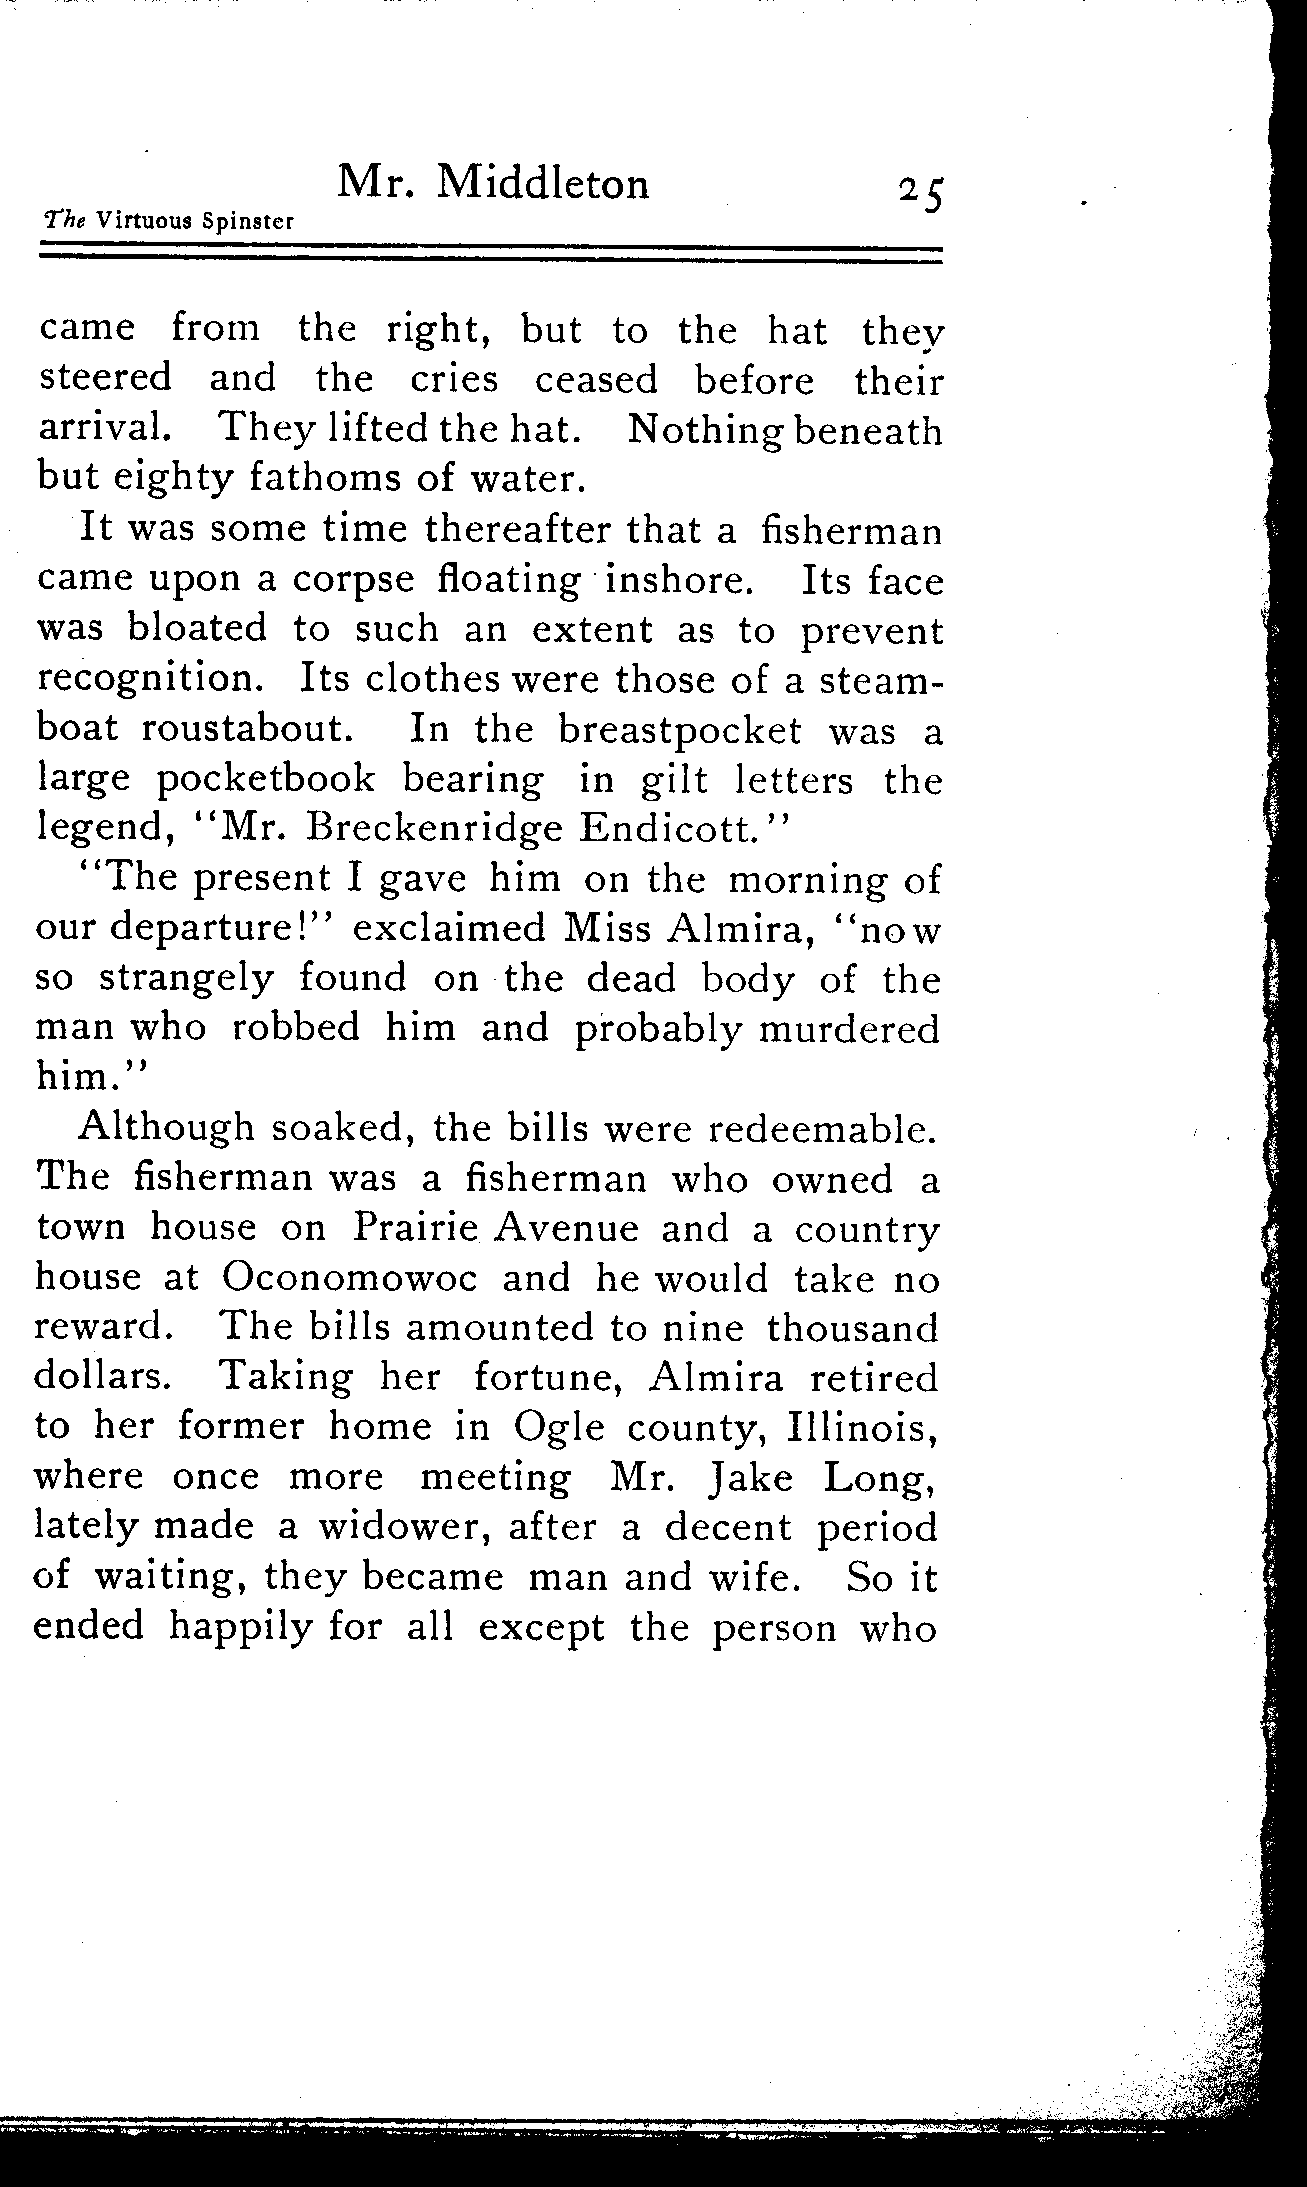 Mr. Middleton 25
The Virtuous Spinster
came from the right, but to the hat they
steered and the cries ceased before their
arrival. They lifted the hat. Nothing beneath
but eighty fathoms of water.
It was some time thereafter that a fisherman
came upon a corpse floating inshore. Its face
was bloated to such an extent as to prevent
recognition. Its clothes were those of a steam-
boat roustabout. In the breastpocket was a
large pocketbook bearing in gilt letters the
legend, "Mr. Breckenridge Endicott."
"The present I gave him on the morning of
our departure!" exclaimed Miss Almira, "now
so strangely found on the dead body of the
man who robbed him and probably murdered
him."
Although soaked, the bills were redeemable.
The fisherman was a fisherman who owned a
town house on Prairie Avenue and a country
house at Oconomowoc and he would take no
reward. The bills amounted to nine thousand
dollars. Taking her fortune, Almira retired
to her former home in Ogle county, Illinois,
where once more meeting Mr. Jake Long,
lately made a widower, after a decent period
of waiting, they became man and wife. So it
ended happily for all except the person who